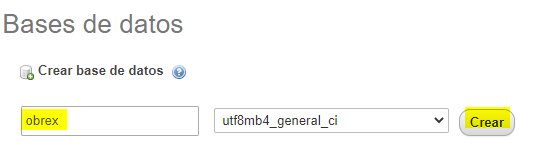 Bases de datos
Crear base de datos
obrex utf8mb4_general_ci Crear